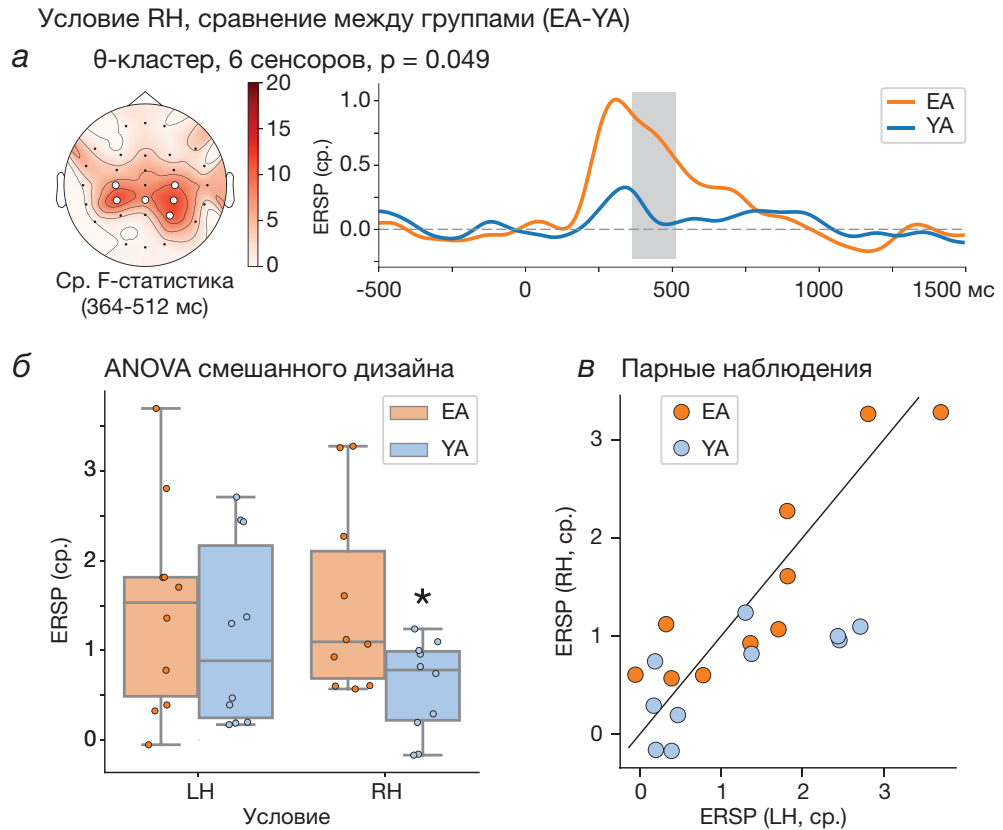 Условие RH, сравнение между группами (EA-YA)
а
θ-кластер, 6 сенсоров, p = 0.049
20
15
10
5
0
Ср. F-статистика
(364-512 мс)
ERSP (ср.)
1.0
0.5
0.0
-500
0
500
1000
1500 мс
EA
YA
б
ANOVA смешанного дизайна
EA
YA
ERSP (ср.)
3
2
1
0
*
LH
RH
Условие
в
Парные наблюдения
EA
YA
ERSP (RH, ср.)
3
2
1
0
0
1
2
3
ERSP (LH, ср.)